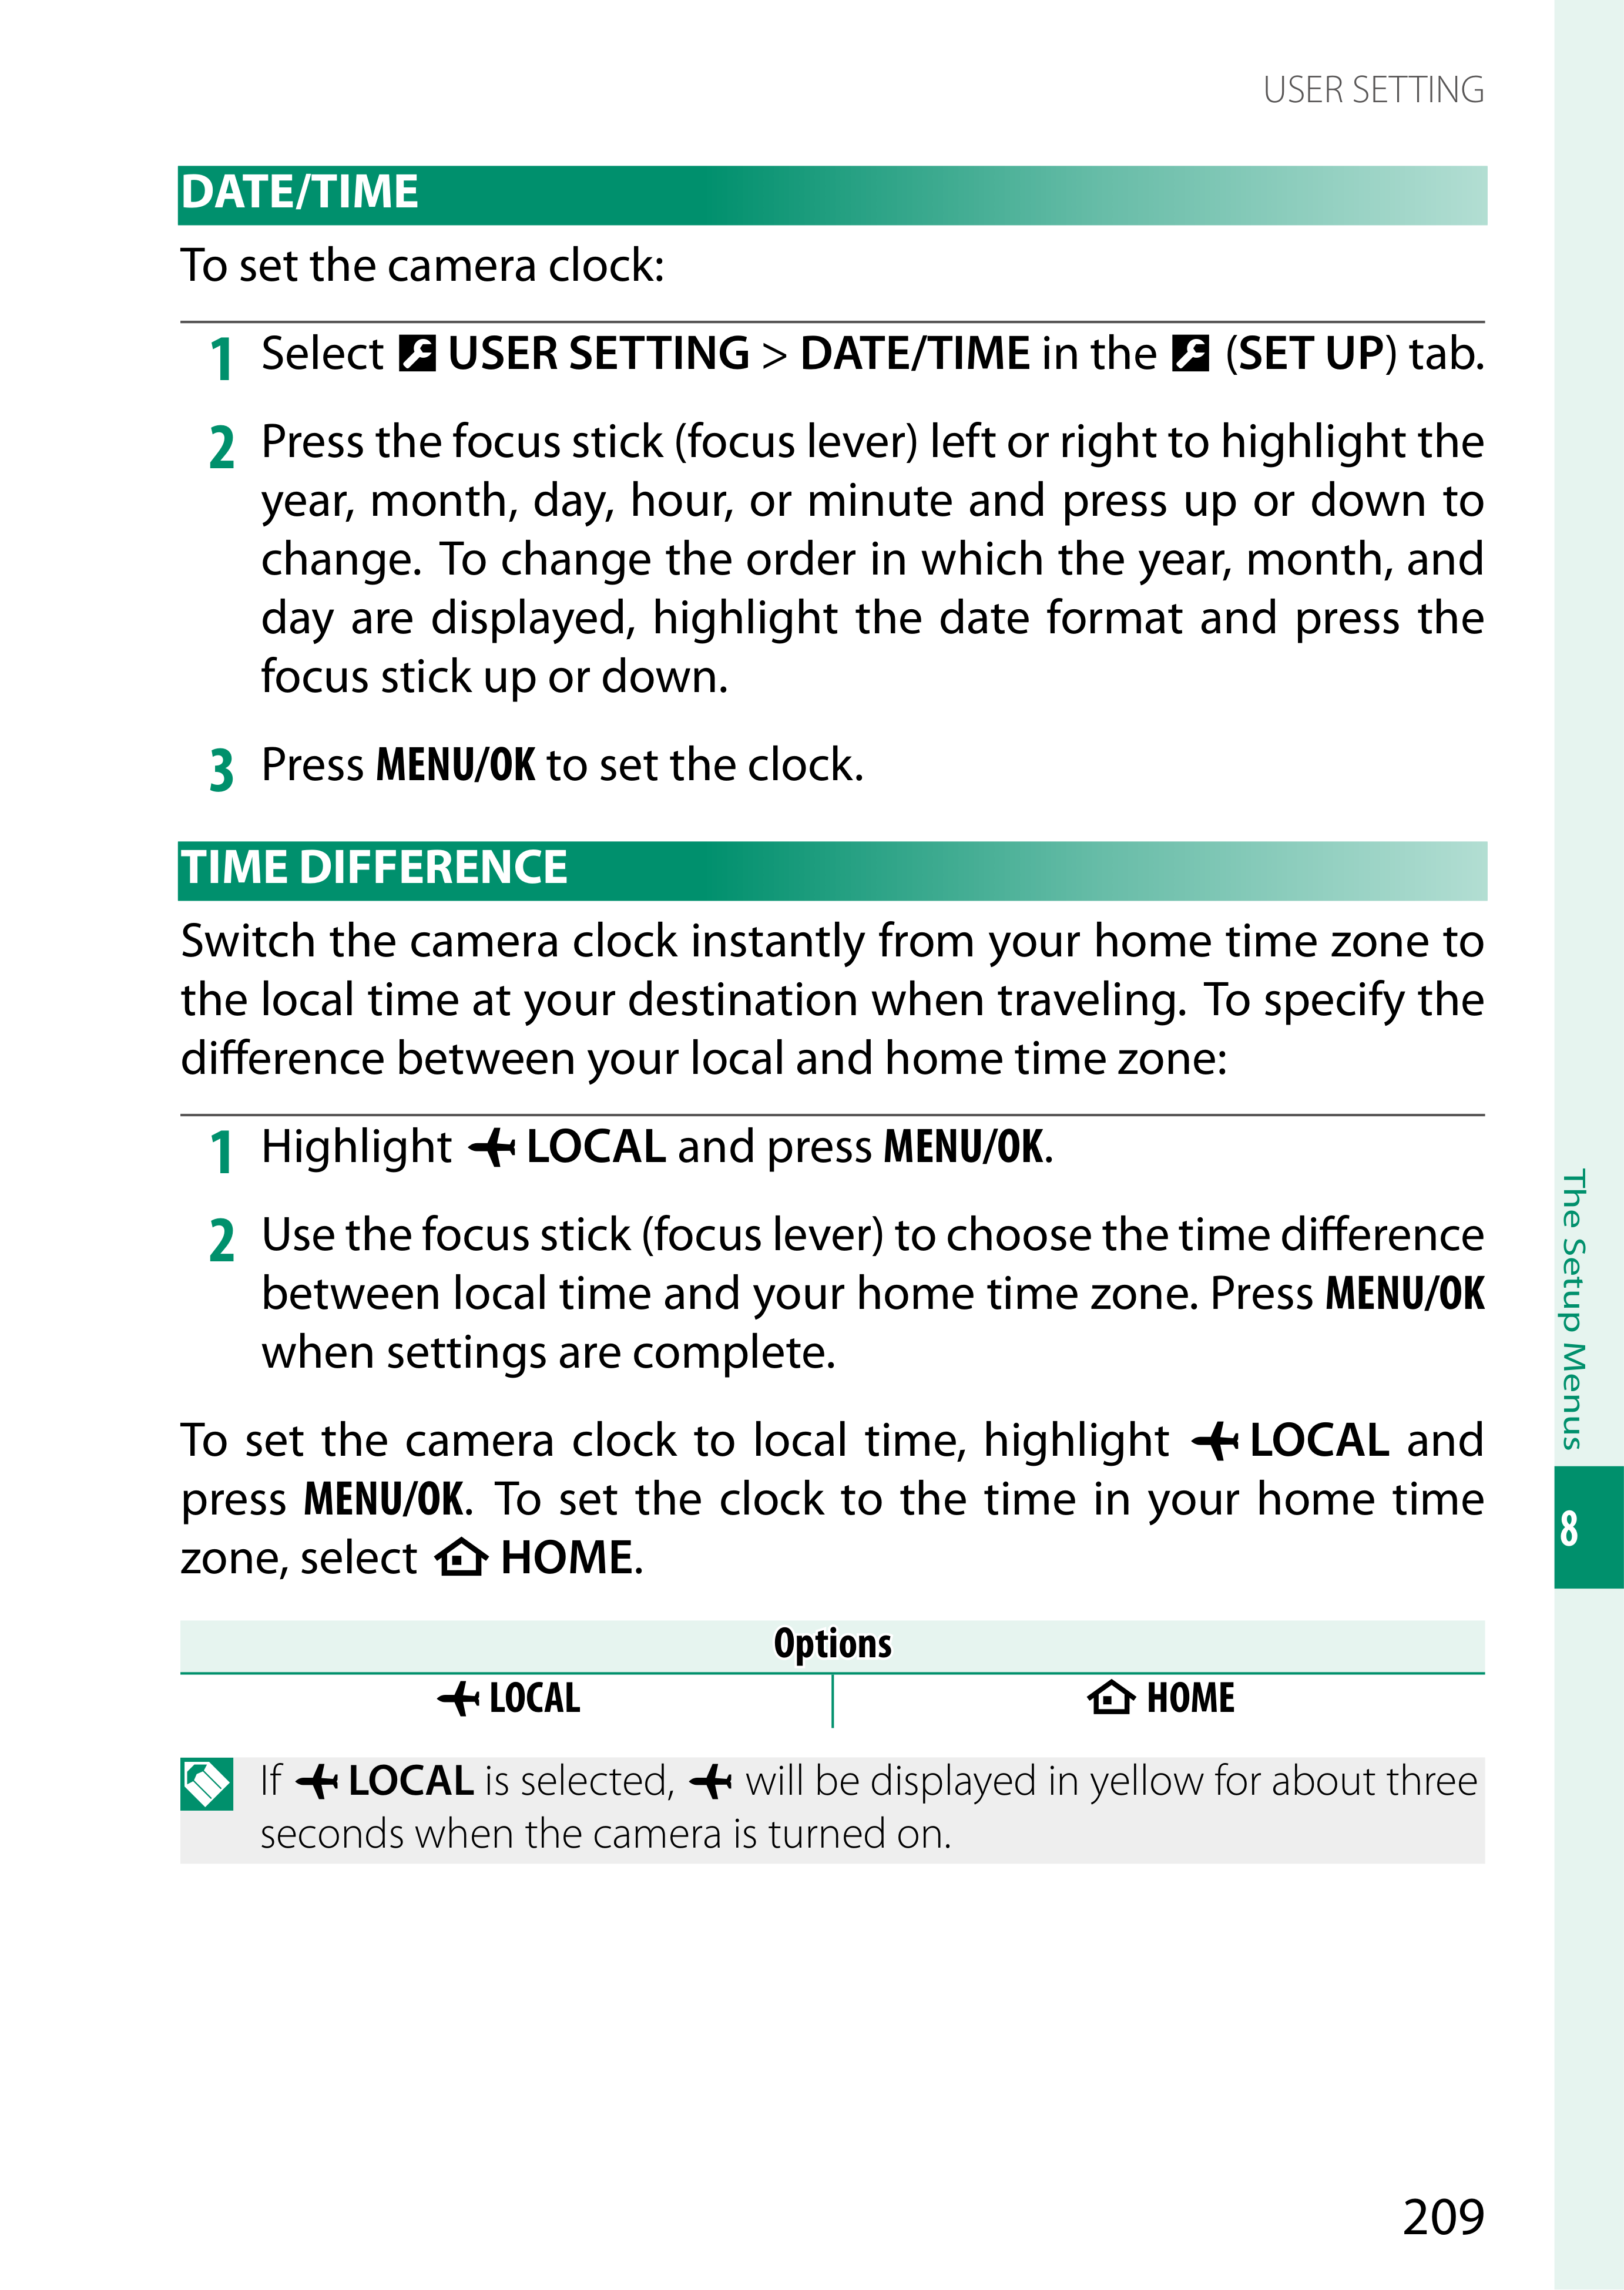 USER SETTING
DATE/TIME
To set the camera clock:
1 Select USER SETTING > DATE/TIME in the (SET UP) tab.
2 Press the focus stick (focus lever) left or right to highlight the
year, month, day, hour, or minute and press up or down to
change. To change the order in which the year, month, and
day are displayed, highlight the date format and press the
focus stick up or down.
3 Press MENU/OK to set the clock.
TIME DIFFERENCE
Switch the camera clock instantly from your home time zone to
the local time at your destination when traveling. To specify the
difference between your local and home time zone:
1 Highlight LOCAL and press MENU/OK.
2 Use the focus stick (focus lever) to choose the time difference
between local time and your home time zone. Press MENU/OK
when settings are complete.
To set the camera clock to local time, highlight LOCAL and
press MENU/OK. To set the clock to the time in your home time
zone, select HOME.
Options
LOCAL HOME
If LOCAL is selected, will be displayed in yellow for about three
seconds when the camera is turned on.
The Setup Menus
8
209